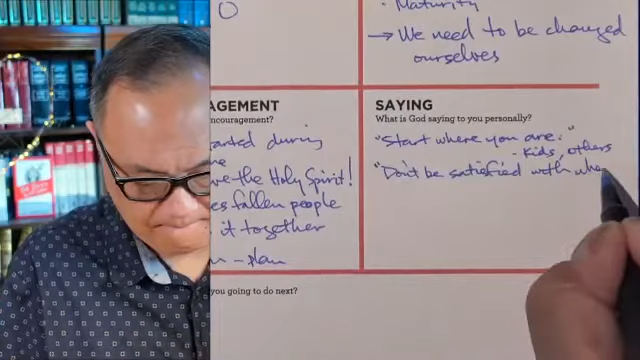 O
· Maturity
→ We need to be changed
ourselves
AGEMENT
ncouragement?
arted during
ve the Holy Spirit!
es fallen people
it together
– plan
you going to do next?
SAYING
What is God saying to you personally?
"Start where you are."
- Kids, others
"Don't be satisfied with whe